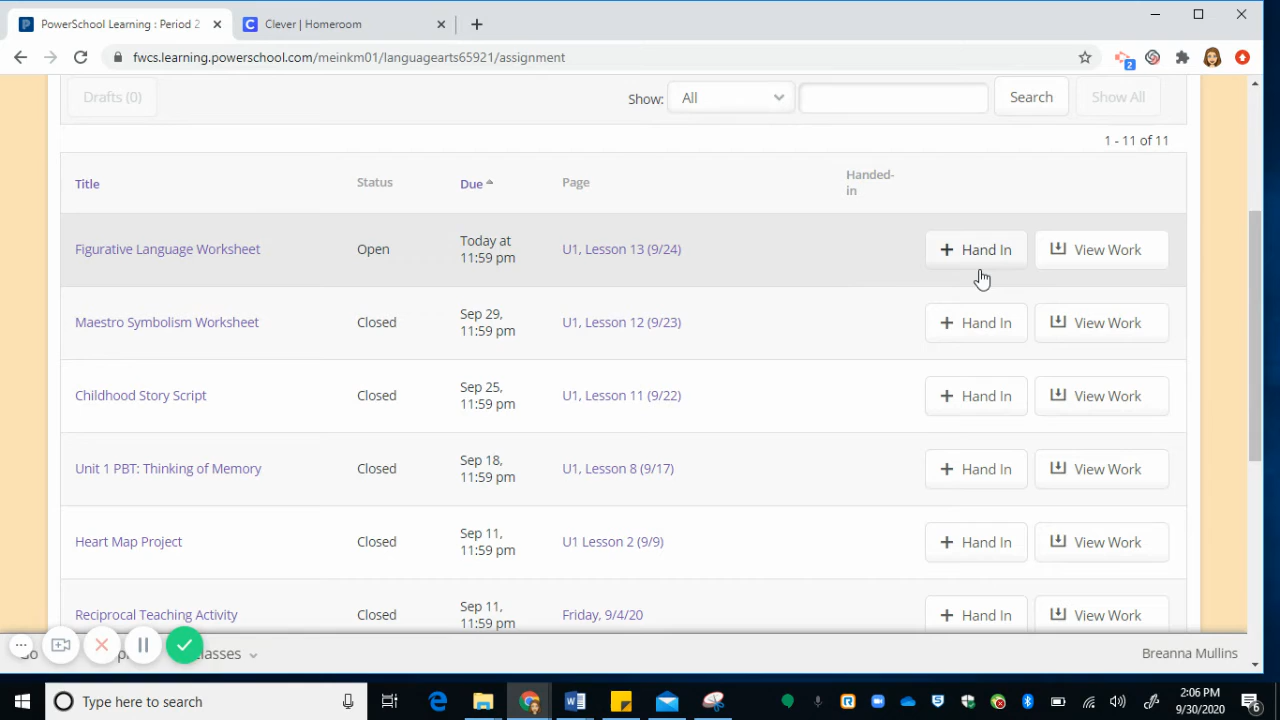 PowerSchool Learning : Period 2
Clever | Homeroom
fwcs.learning.powerschool.com/meinkm01/languagearts65921/assignment
2
Drafts (0)
Show:
All
Search
Show All
1 - 11 of 11
Title
Status
Due
Page
Handed-
in
Figurative Language Worksheet
Open
Today at
11:59 pm
U1, Lesson 13 (9/24)
+ Hand In
View Work
Maestro Symbolism Worksheet
Closed
Sep 29,
11:59 pm
U1, Lesson 12 (9/23)
+ Hand In
View Work
Childhood Story Script
Closed
Sep 25,
11:59 pm
U1, Lesson 11 (9/22)
+ Hand In
View Work
Unit 1 PBT: Thinking of Memory
Closed
Sep 18,
11:59 pm
U1, Lesson 8 (9/17)
+ Hand In
View Work
Heart Map Project
Closed
Sep 11,
11:59 pm
U1 Lesson 2 (9/9)
+ Hand In
View Work
Reciprocal Teaching Activity
Closed
Sep 11,
11:59 pm
Friday, 9/4/20
+ Hand In
View Work
Breanna Mullins
Type here to search
2:06 PM
9/30/2020
6